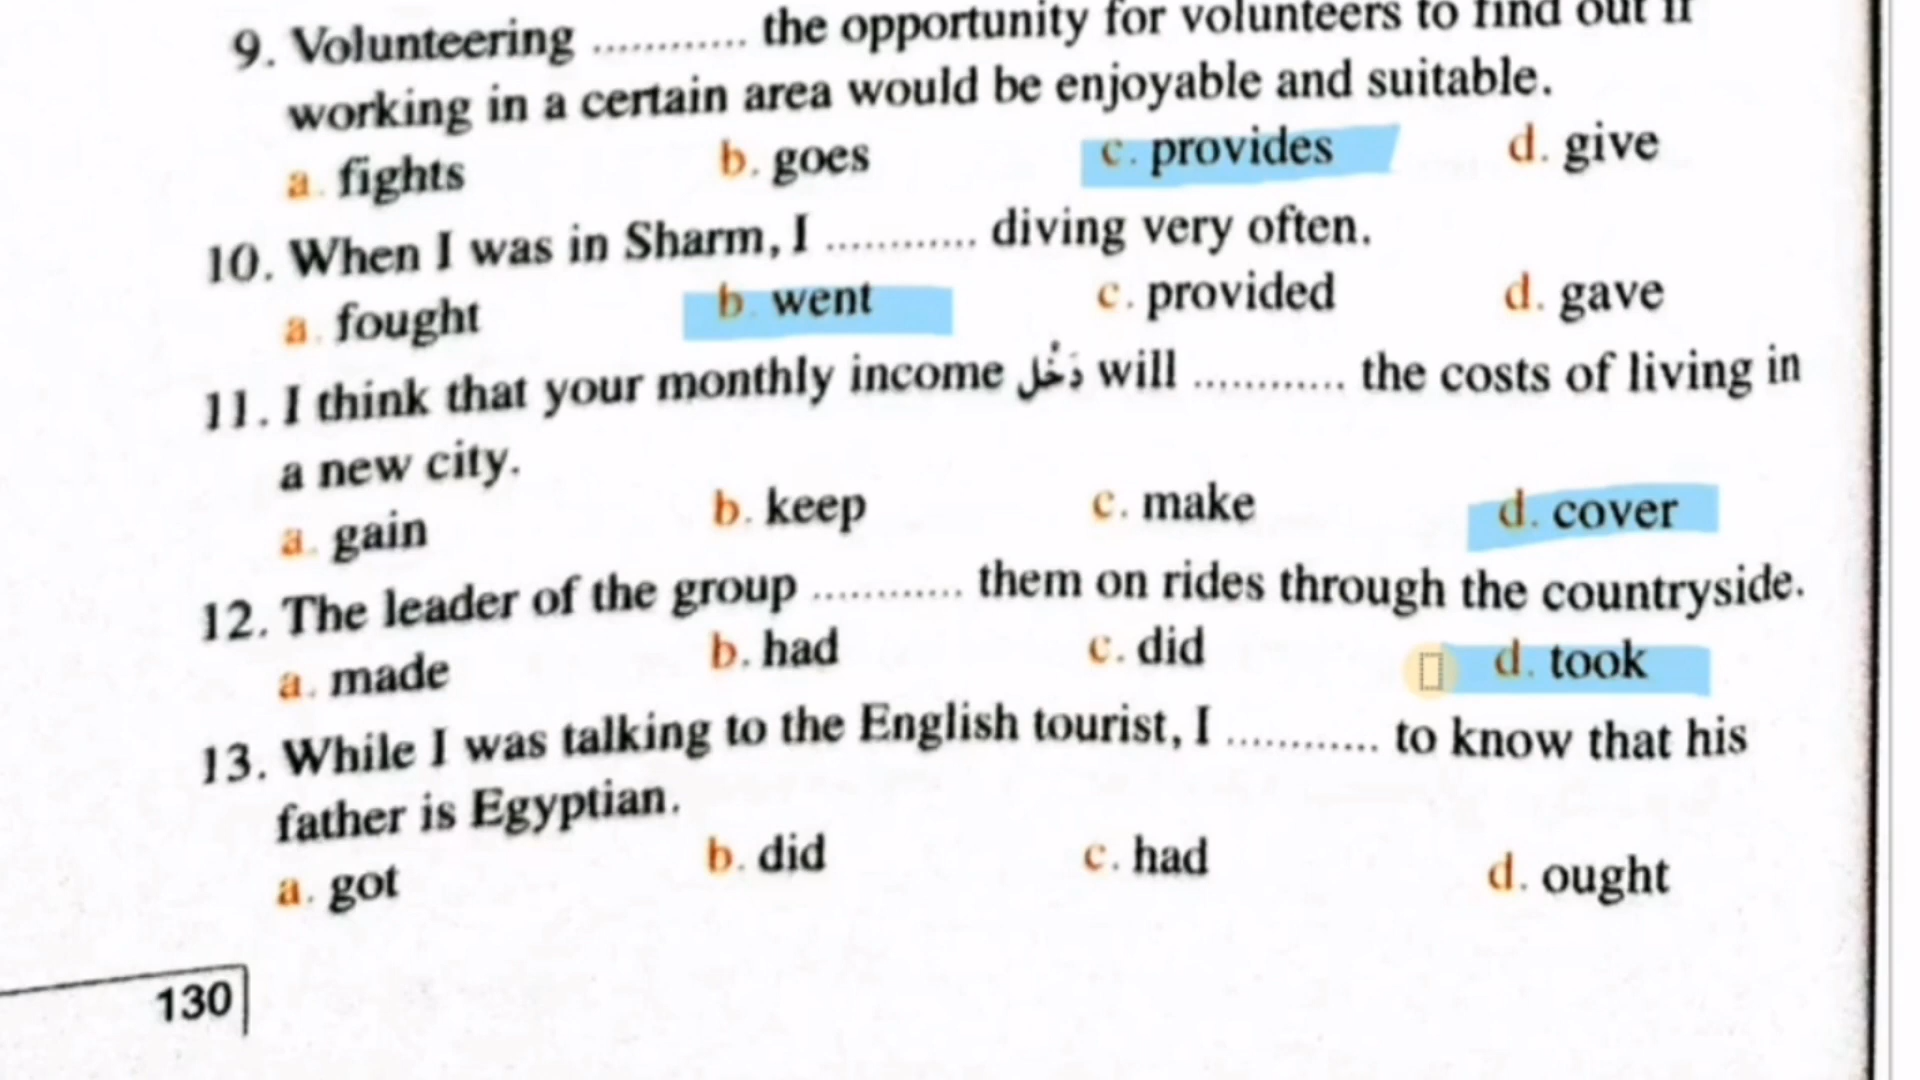 9. Volunteering ............ the opportunity for volunteers to find out if
working in a certain area would be enjoyable and suitable.
a. fights b. goes c. provides d. give
10. When I was in Sharm, I ............ diving very often.
a. fought b. went c. provided d. gave
11. I think that your monthly income دَخْل will ............ the costs of living in
a new city.
a. gain b. keep c. make d. cover
12. The leader of the group ............ them on rides through the countryside.
a. made b. had c. did d. took
13. While I was talking to the English tourist, I ............ to know that his
father is Egyptian.
a. got b. did c. had d. ought
130